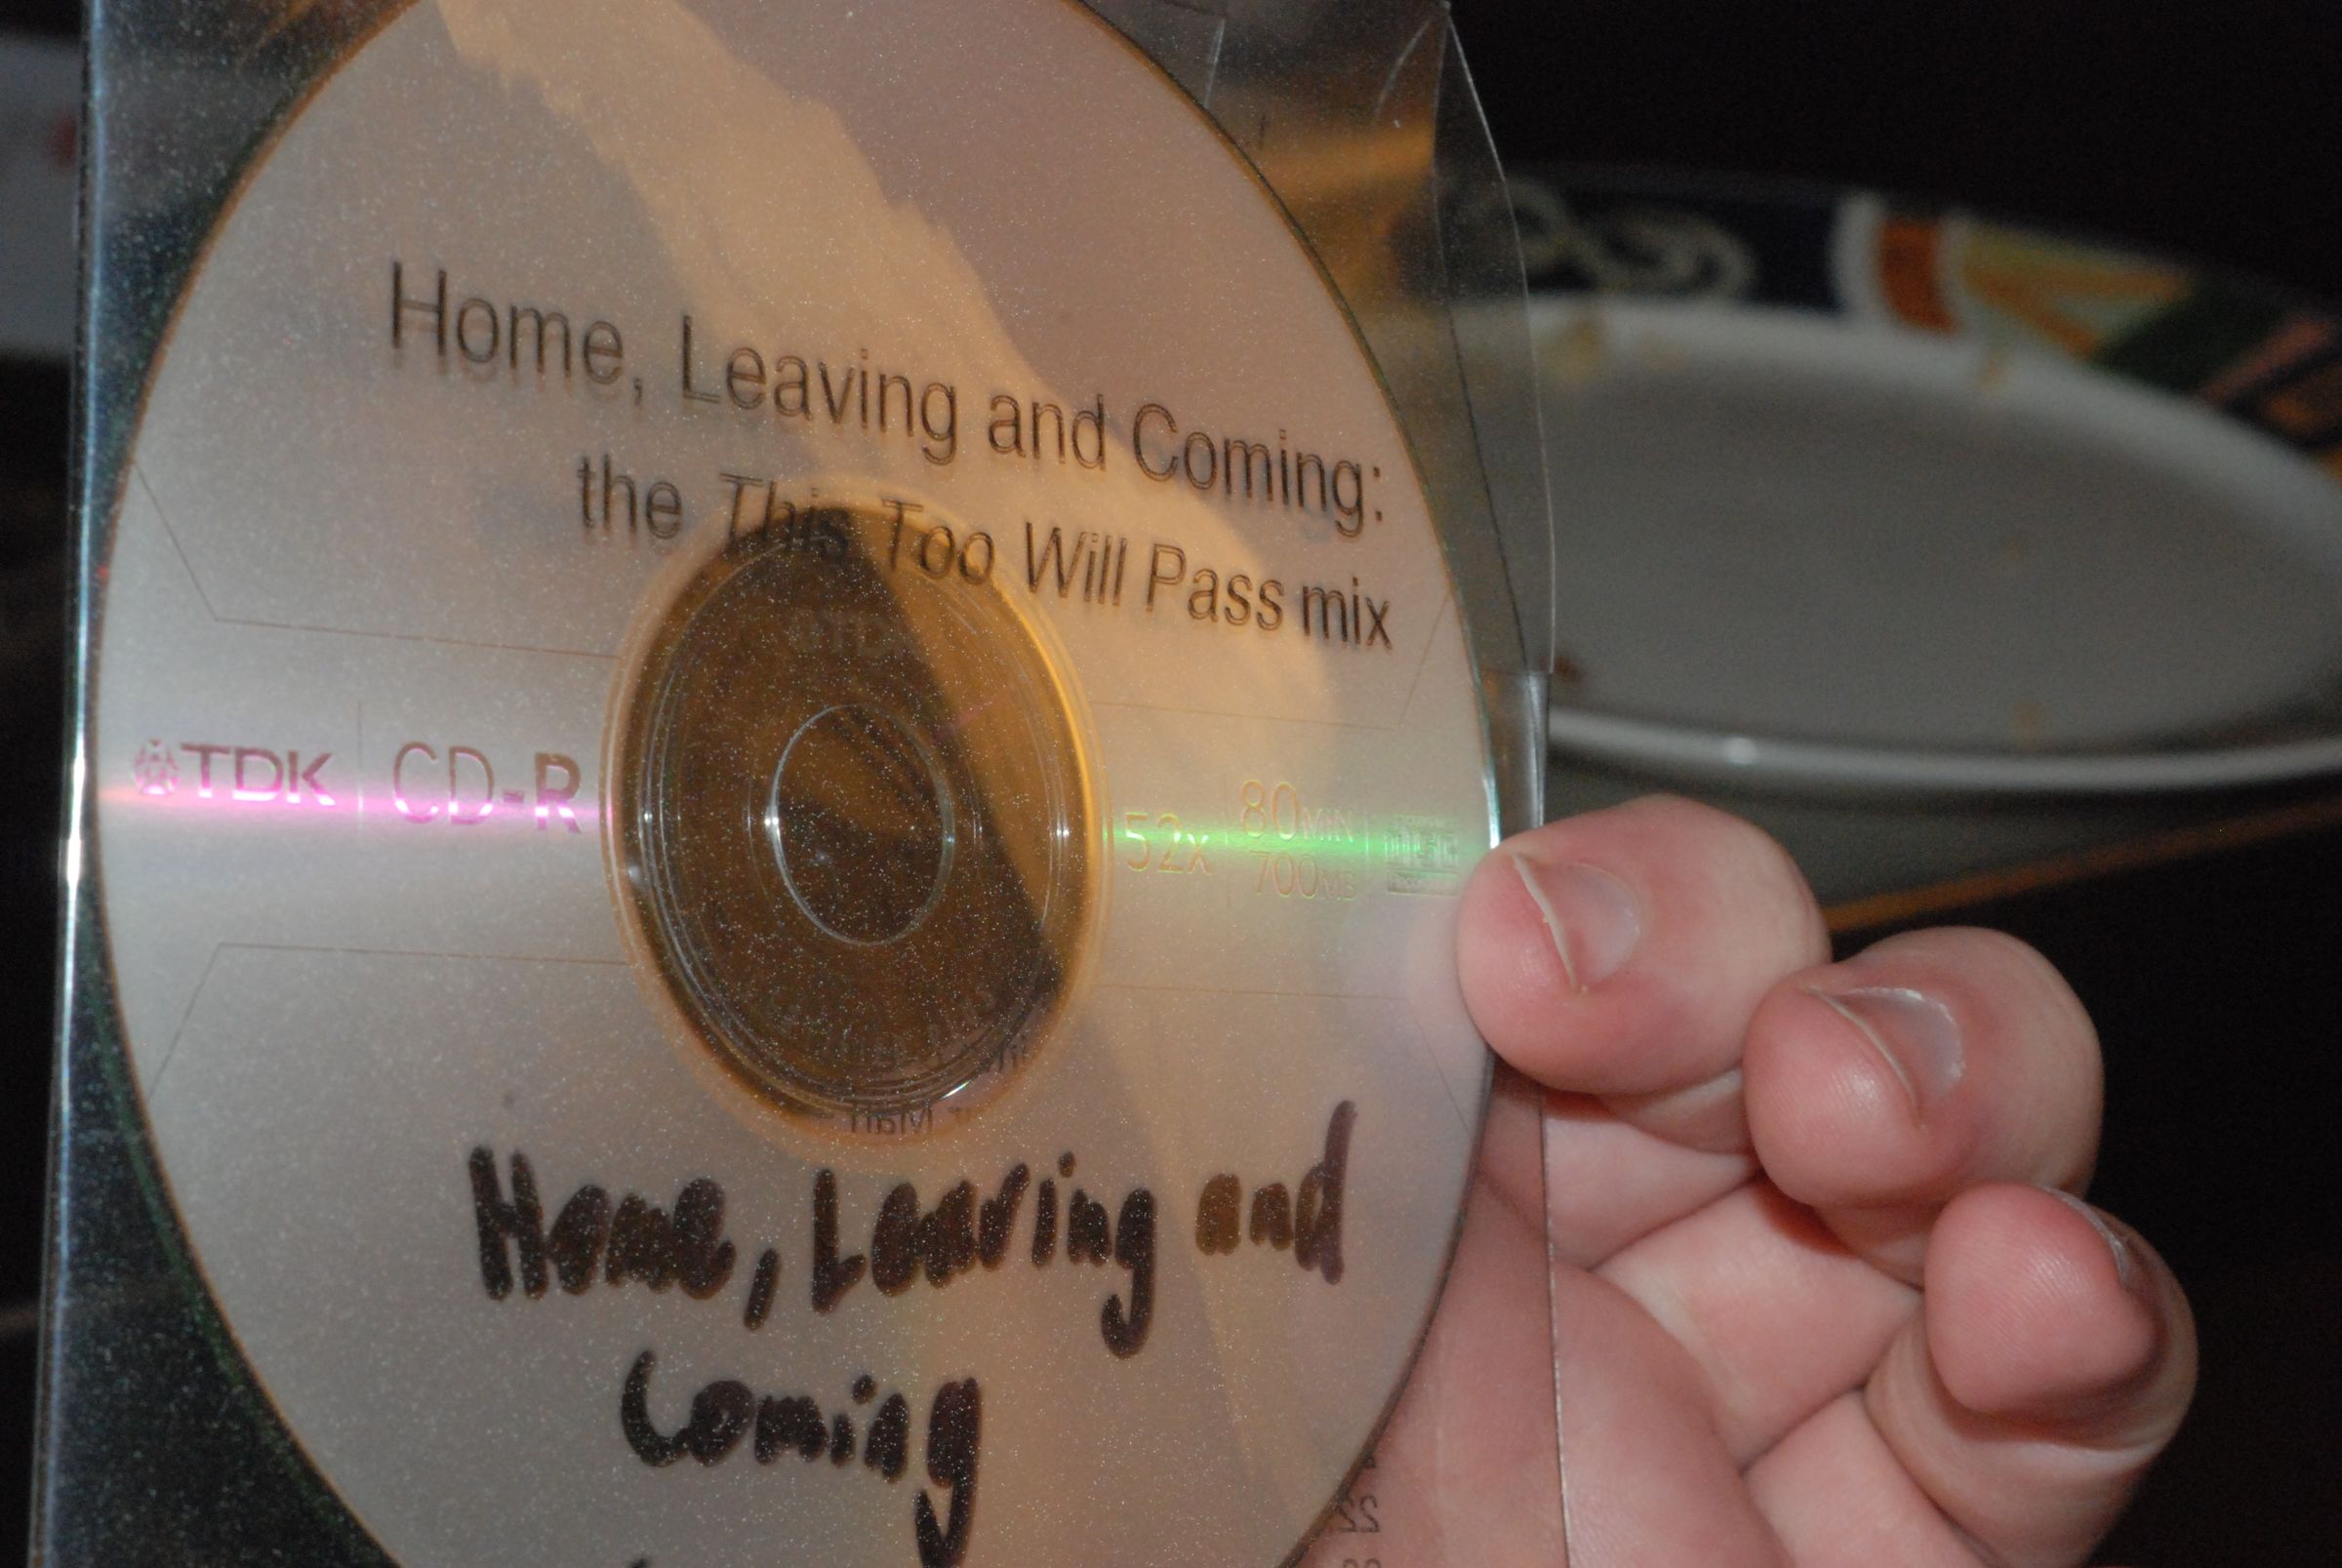 Home, Leaving and Coming:
the This Too Will Pass mix
TDK CD-R 52x 80MIN 700MB
Home, Leaving and
Coming